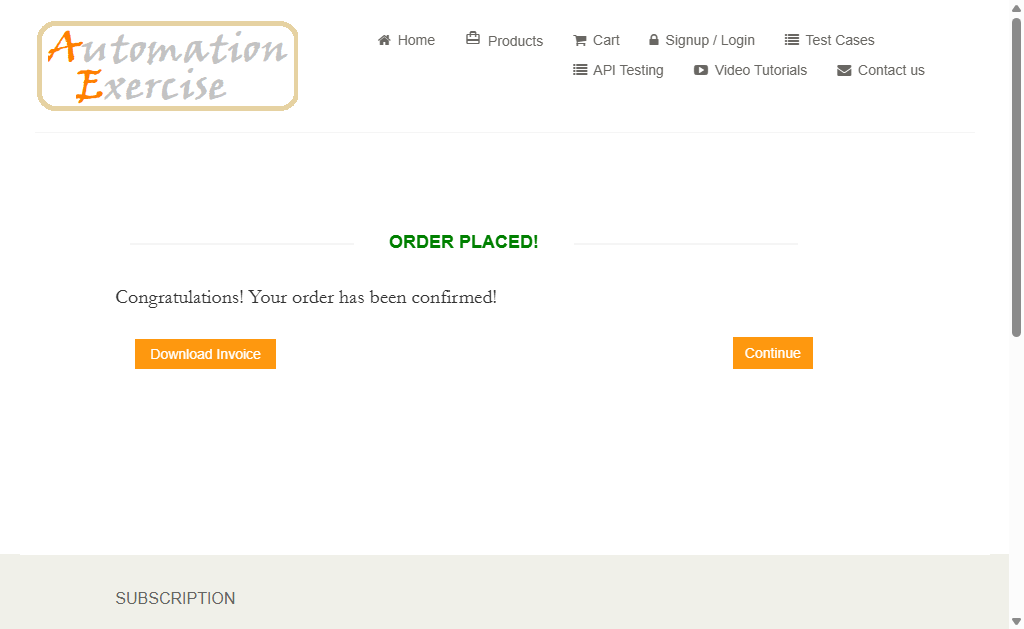 Automation
Exercise
Home
Products
Cart
Signup / Login
Test Cases
API Testing
Video Tutorials
Contact us
ORDER PLACED!
Congratulations! Your order has been confirmed!
Download Invoice
Continue
SUBSCRIPTION